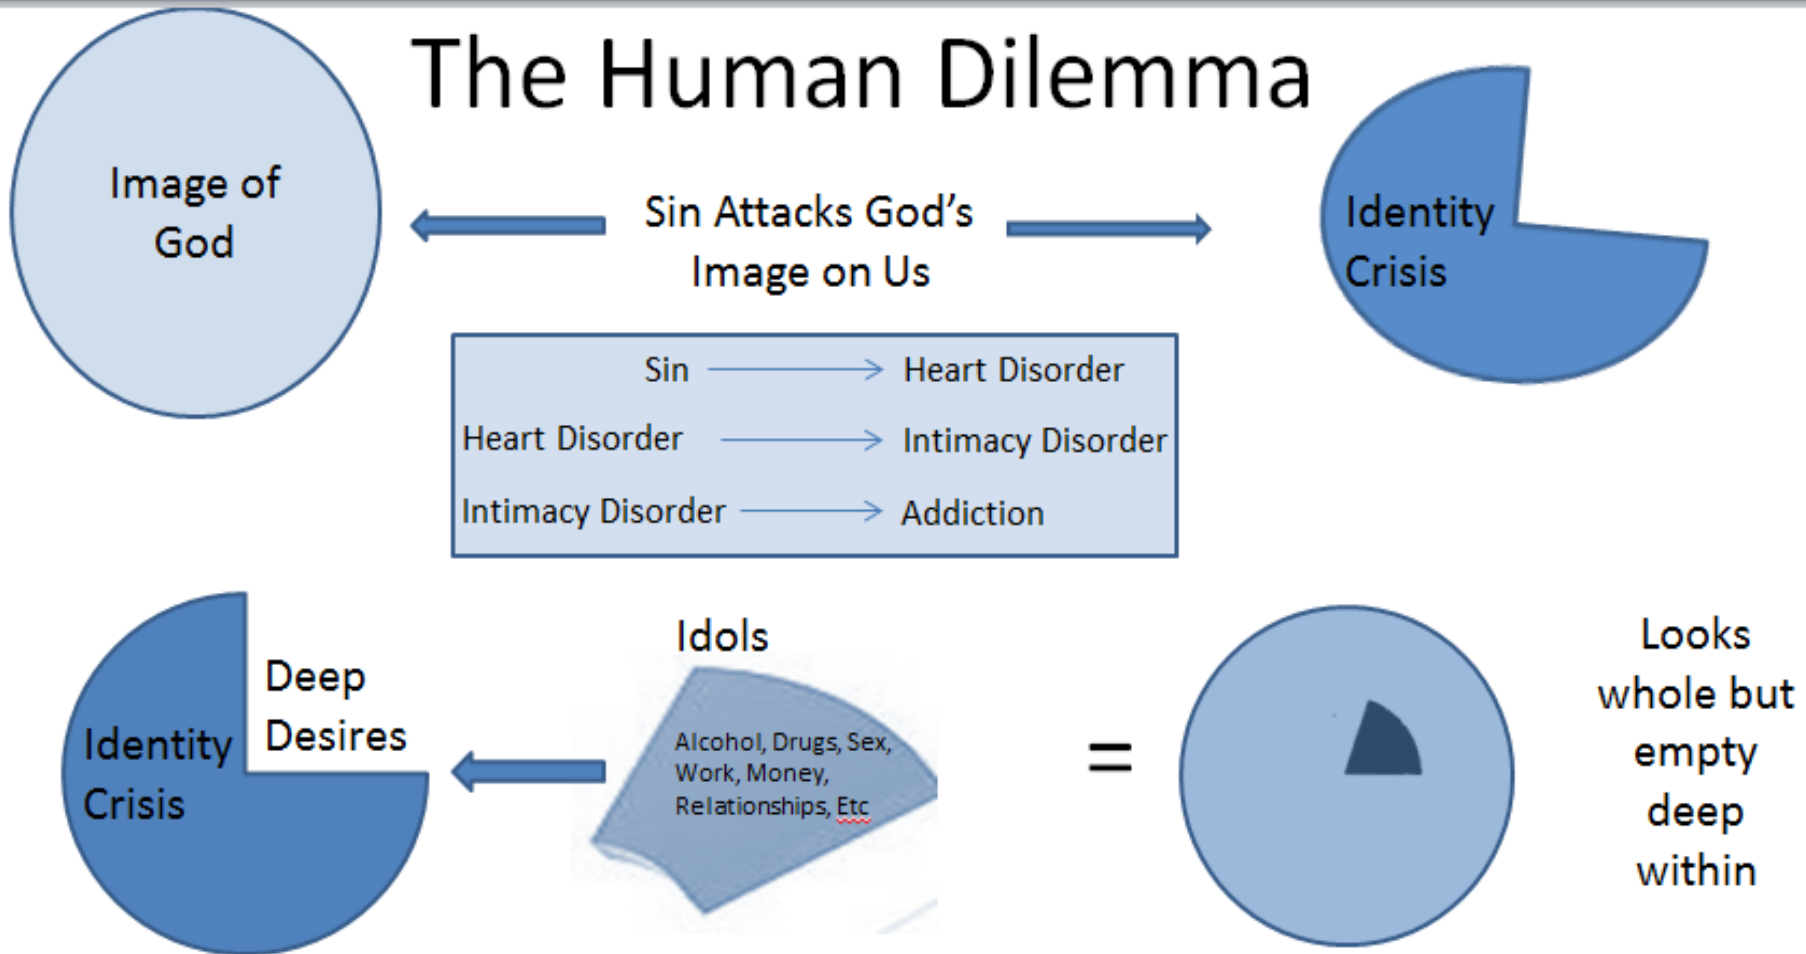 The Human Dilemma
Image of
God
Sin Attacks God's
Image on Us
Identity
Crisis
Sin
Heart Disorder
Heart Disorder
Intimacy Disorder
Intimacy Disorder
Addiction
Identity
Crisis
Deep
Desires
Idols
Alcohol, Drugs, Sex,
Work, Money,
Relationships, Etc
=
Looks
whole but
empty
deep
within